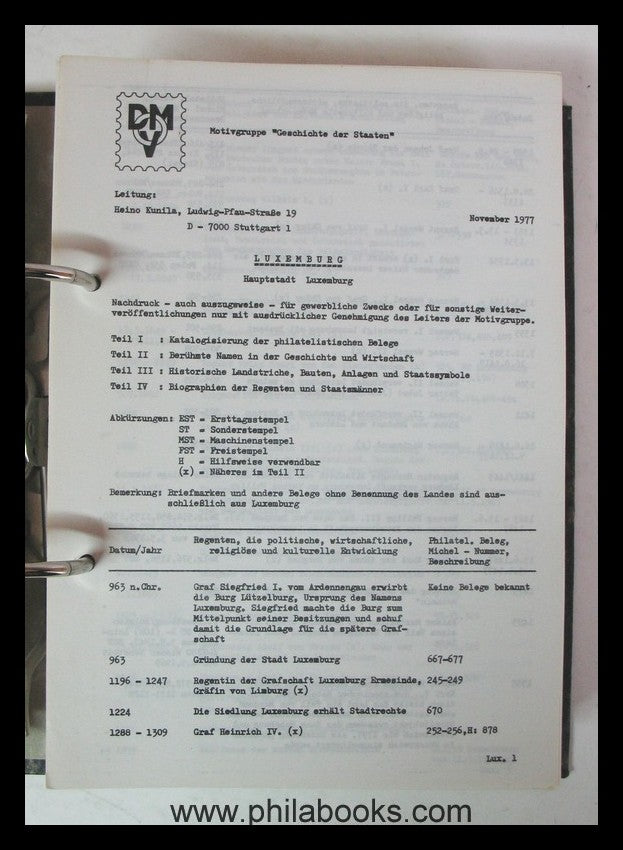 DMV
Motivgruppe "Geschichte der Staaten"
Leitung:
Heino Kunila, Ludwig-Pfau-Straße 19
D - 7000 Stuttgart 1
November 1977
LUXEMBURG
Hauptstadt Luxemburg
Nachdruck - auch auszugsweise - für gewerbliche Zwecke oder für sonstige Weiter-
veröffentlichungen nur mit ausdrücklicher Genehmigung des Leiters der Motivgruppe.
Teil I : Katalogisierung der philatelistischen Belege
Teil II : Berühmte Namen in der Geschichte und Wirtschaft
Teil III : Historische Landstriche, Bauten, Anlagen und Staatssymbole
Teil IV : Biographien der Regenten und Staatsmänner
Abkürzungen: EST = Ersttagsstempel
ST = Sonderstempel
MST = Maschinenstempel
FST = Freistempel
H = Hilfsweise verwendbar
(x) = Näheres im Teil II
Bemerkung: Briefmarken und andere Belege ohne Benennung des Landes sind aus-
schließlich aus Luxemburg
Datum/Jahr
Regenten, die politische, wirtschaftliche,
religiöse und kulturelle Entwicklung
Philatel. Beleg,
Michel - Nummer,
Beschreibung
963 n.Chr. Graf Siegfried I. vom Ardennengau erwirbt Keine Belege bekannt
die Burg Lützelburg, Ursprung des Namens
Luxemburg. Siegfried machte die Burg zum
Mittelpunkt seiner Besitzungen und schuf
damit die Grundlage für die spätere Graf-
schaft
963 Gründung der Stadt Luxemburg 667-677
1196 - 1247 Regentin der Grafschaft Luxemburg Ermesinde, 245-249
Gräfin von Limburg (x)
1224 Die Siedlung Luxemburg erhält Stadtrechte 670
1288 - 1309 Graf Heinrich IV. (x) 252-256,H: 878
Lux. 1
www.philabooks.com